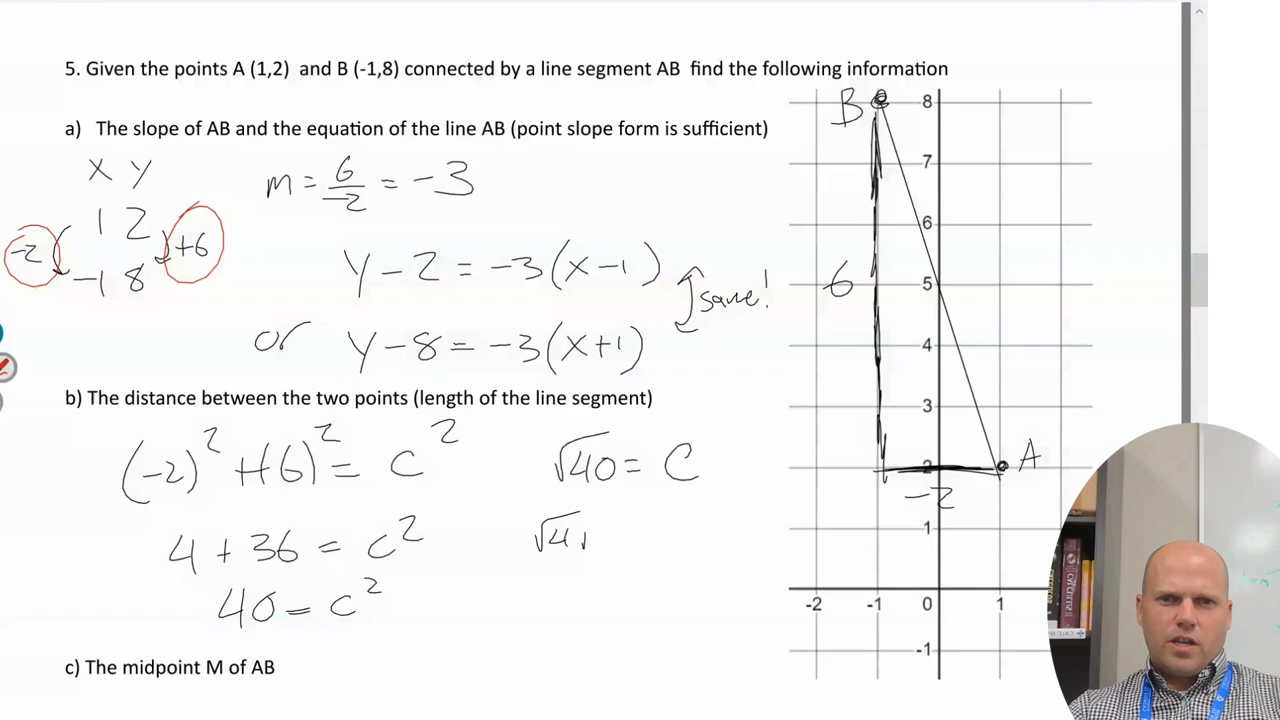 5. Given the points A (1,2) and B (-1,8) connected by a line segment AB find the following information
a) The slope of AB and the equation of the line AB (point slope form is sufficient)
x y
1 2
-1 8
-2
+6
m = 6/-2 = -3
y - 2 = -3(x - 1)
or y - 8 = -3(x + 1)
same!
b) The distance between the two points (length of the line segment)
(-2)² + (6)² = c²
4 + 36 = c²
40 = c²
√40 = c
√4
c) The midpoint M of AB
B
8
7
6
5
4
3
2
1
-2 -1 0 1
-1
6
-2
A
CALCULUS